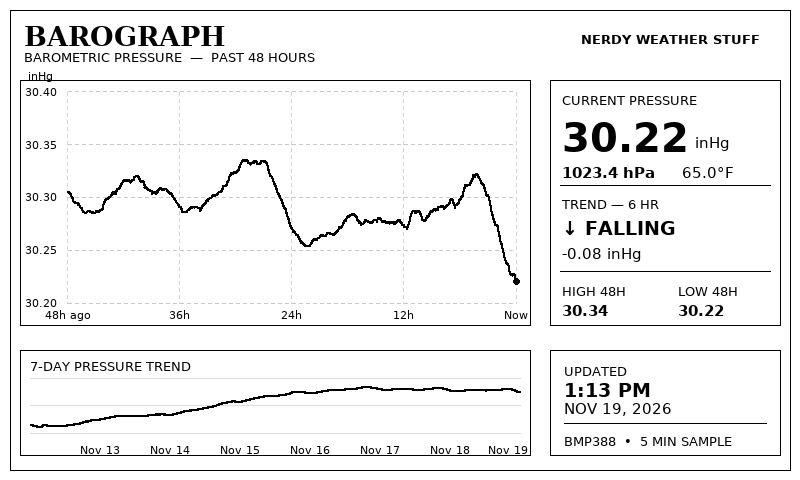 BAROGRAPH
BAROMETRIC PRESSURE — PAST 48 HOURS
NERDY WEATHER STUFF
inHg
30.40
30.35
30.30
30.25
30.20
48h ago 36h 24h 12h Now
CURRENT PRESSURE
30.22 inHg
1023.4 hPa 65.0°F
TREND — 6 HR
↓ FALLING
-0.08 inHg
HIGH 48H LOW 48H
30.34 30.22
7-DAY PRESSURE TREND
Nov 13 Nov 14 Nov 15 Nov 16 Nov 17 Nov 18 Nov 19
UPDATED
1:13 PM
NOV 19, 2026
BMP388 • 5 MIN SAMPLE